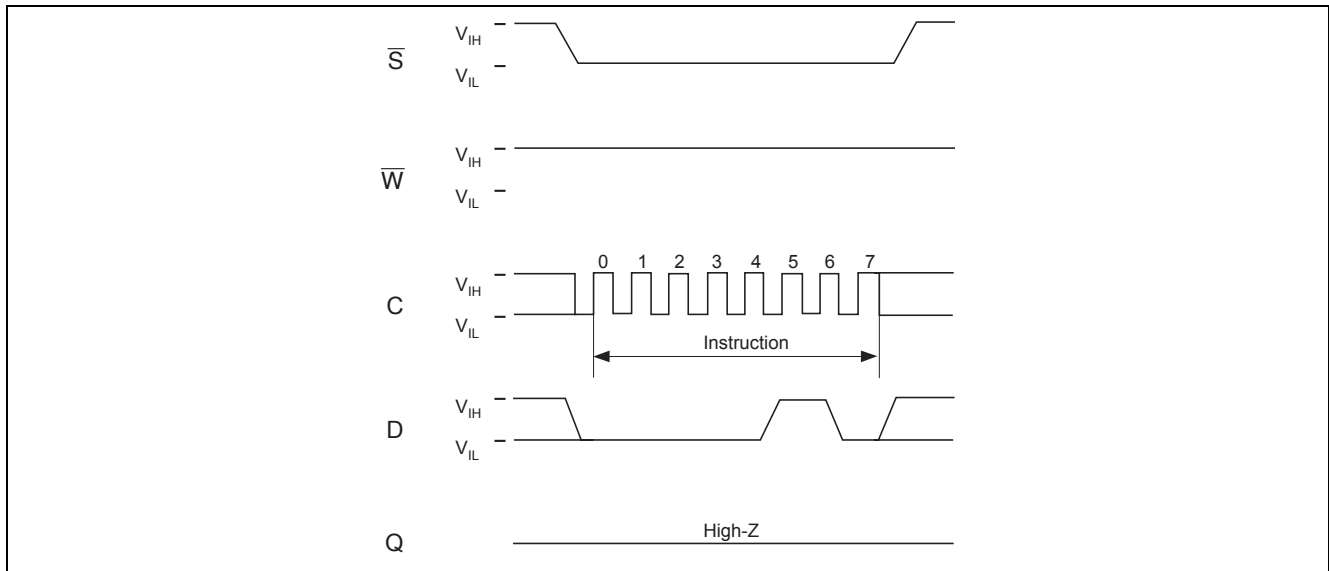 S̅
V_IH
V_IL
W̅
V_IH
V_IL
C
V_IH
V_IL
0 1 2 3 4 5 6 7
Instruction
D
V_IH
V_IL
Q
High-Z